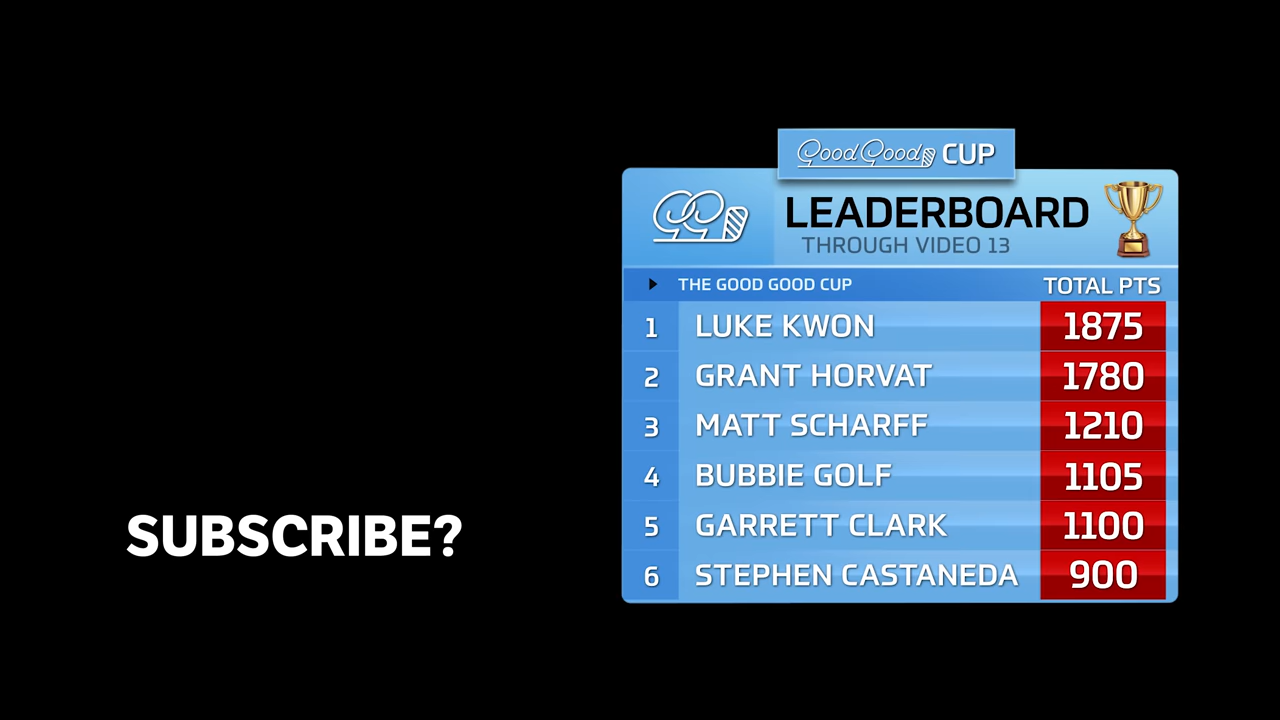 Good Good CUP
GG
LEADERBOARD
THROUGH VIDEO 13
THE GOOD GOOD CUP TOTAL PTS
1 LUKE KWON 1875
2 GRANT HORVAT 1780
3 MATT SCHARFF 1210
4 BUBBIE GOLF 1105
5 GARRETT CLARK 1100
6 STEPHEN CASTANEDA 900
SUBSCRIBE?